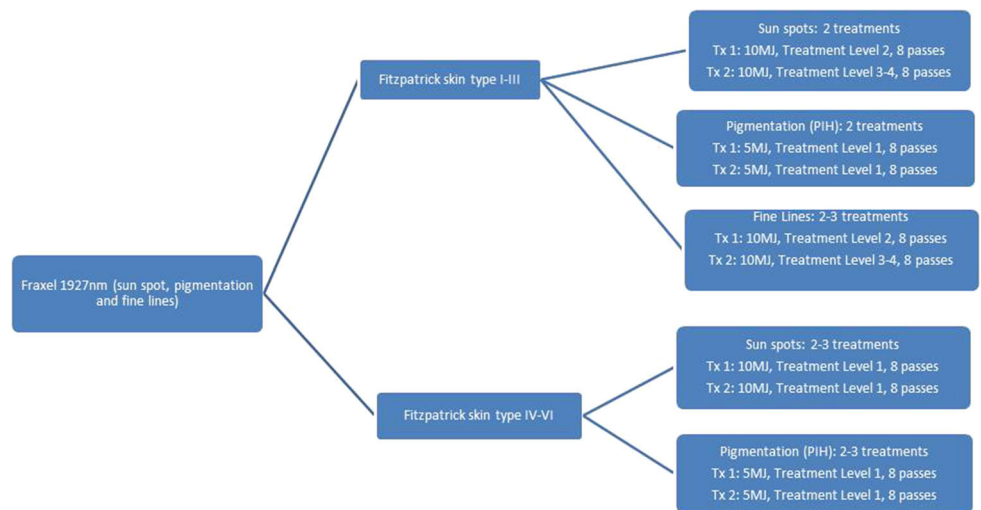 Fraxel 1927nm (sun spot, pigmentation
and fine lines)
Fitzpatrick skin type I-III
Sun spots: 2 treatments
Tx 1: 10MJ, Treatment Level 2, 8 passes
Tx 2: 10MJ, Treatment Level 3-4, 8 passes
Pigmentation (PIH): 2 treatments
Tx 1: 5MJ, Treatment Level 1, 8 passes
Tx 2: 5MJ, Treatment Level 1, 8 passes
Fine Lines: 2-3 treatments
Tx 1: 10MJ, Treatment Level 2, 8 passes
Tx 2: 10MJ, Treatment Level 3-4, 8 passes
Fitzpatrick skin type IV-VI
Sun spots: 2-3 treatments
Tx 1: 10MJ, Treatment Level 1, 8 passes
Tx 2: 10MJ, Treatment Level 1, 8 passes
Pigmentation (PIH): 2-3 treatments
Tx 1: 5MJ, Treatment Level 1, 8 passes
Tx 2: 5MJ, Treatment Level 1, 8 passes